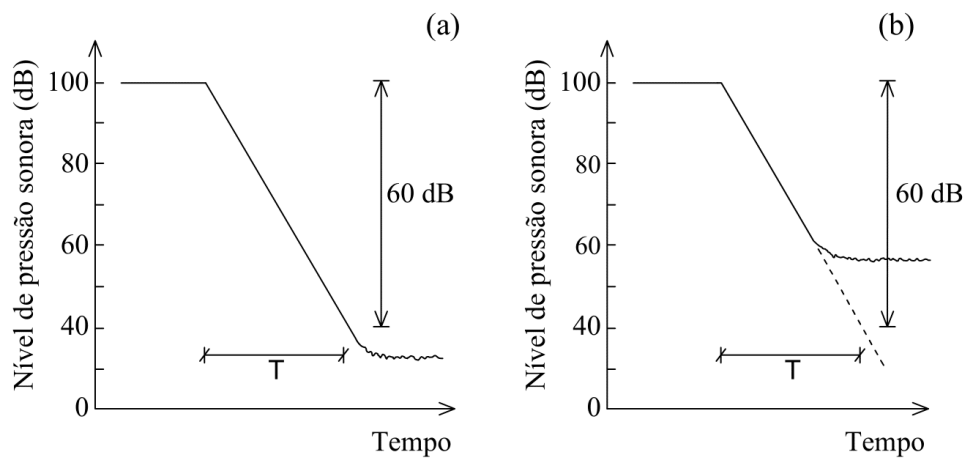 (a)
Nível de pressão sonora (dB)
100
80
60
40
0
60 dB
T
Tempo
(b)
Nível de pressão sonora (dB)
100
80
60
40
0
60 dB
T
Tempo